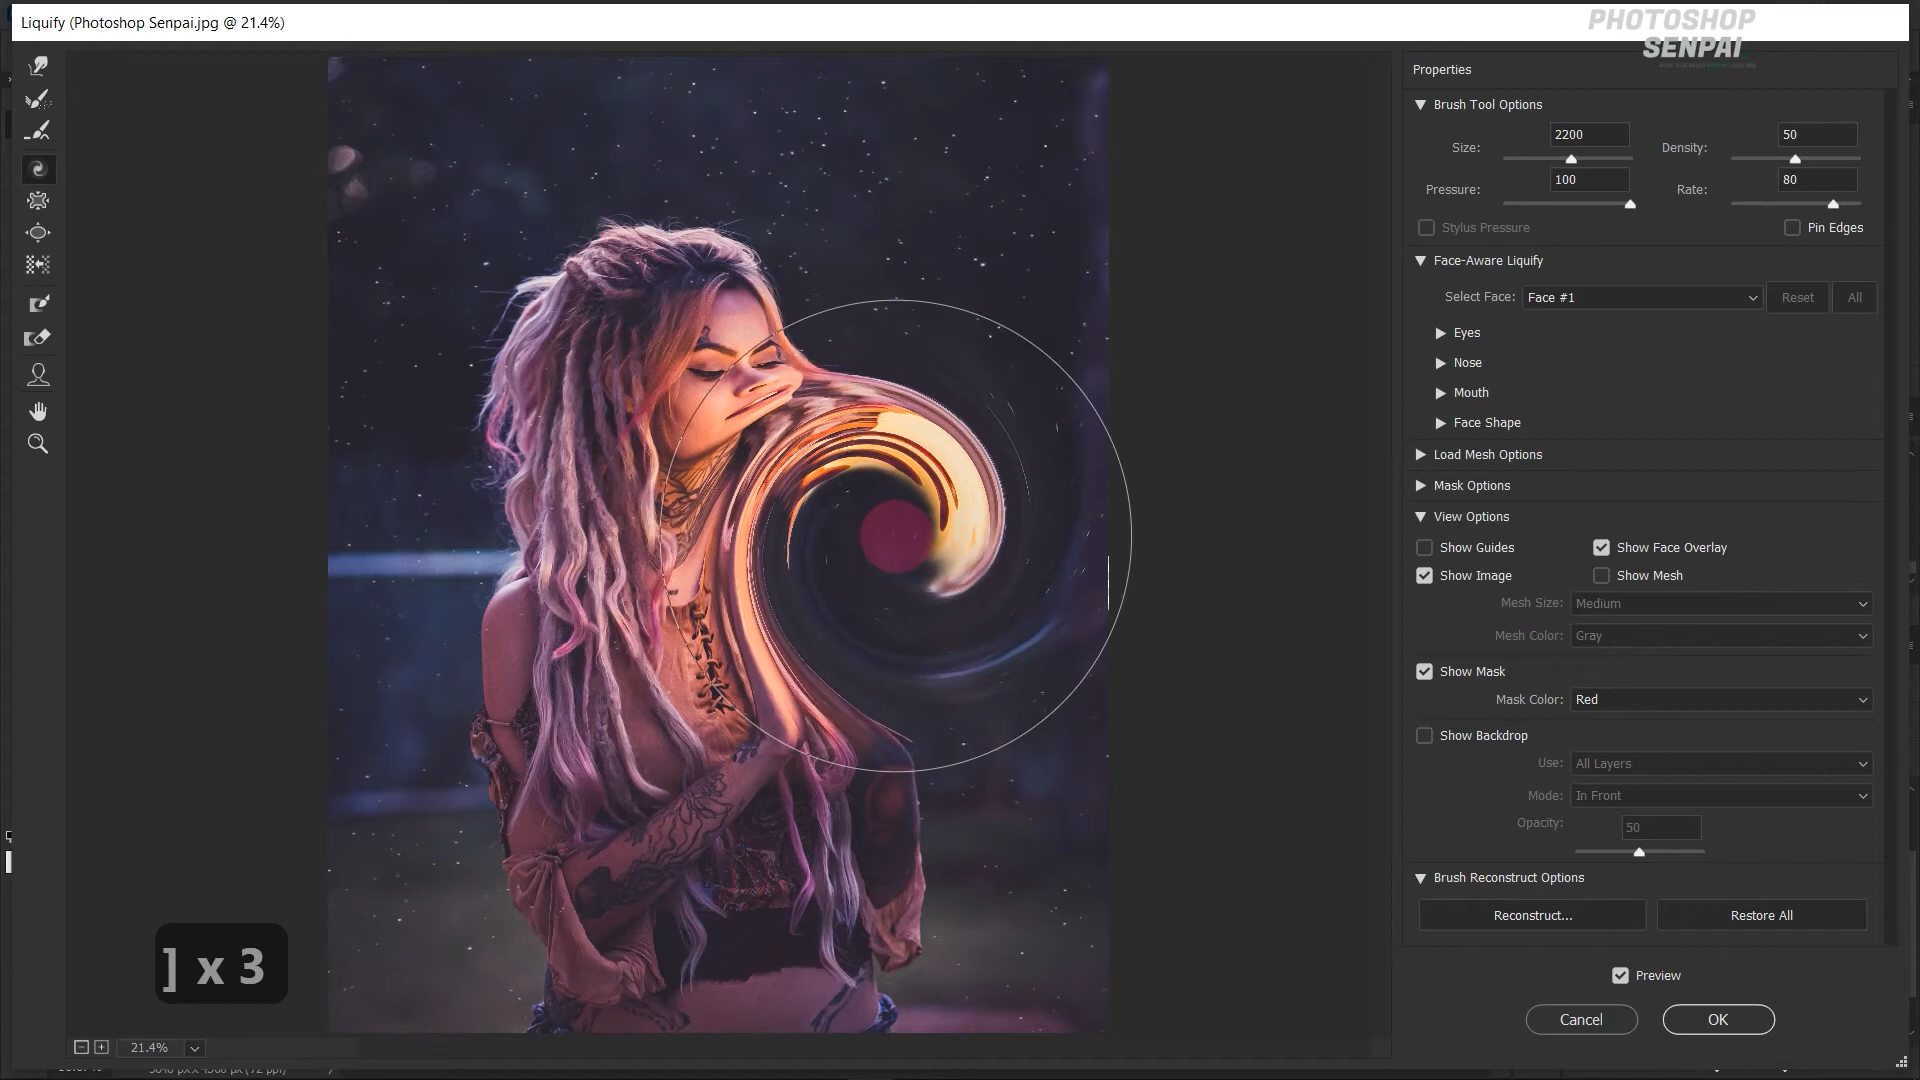 Liquify (Photoshop Senpai.jpg @ 21.4%)
PHOTOSHOP
SENPAI
Properties
Brush Tool Options
Size: 2200 Density: 50
Pressure: 100 Rate: 80
Stylus Pressure Pin Edges
Face-Aware Liquify
Select Face: Face #1 Reset All
Eyes
Nose
Mouth
Face Shape
Load Mesh Options
Mask Options
View Options
Show Guides Show Face Overlay
Show Image Show Mesh
Mesh Size: Medium
Mesh Color: Gray
Show Mask
Mask Color: Red
Show Backdrop
Use: All Layers
Mode: In Front
Opacity: 50
Brush Reconstruct Options
Reconstruct... Restore All
] x 3
Preview
Cancel OK
21.4%